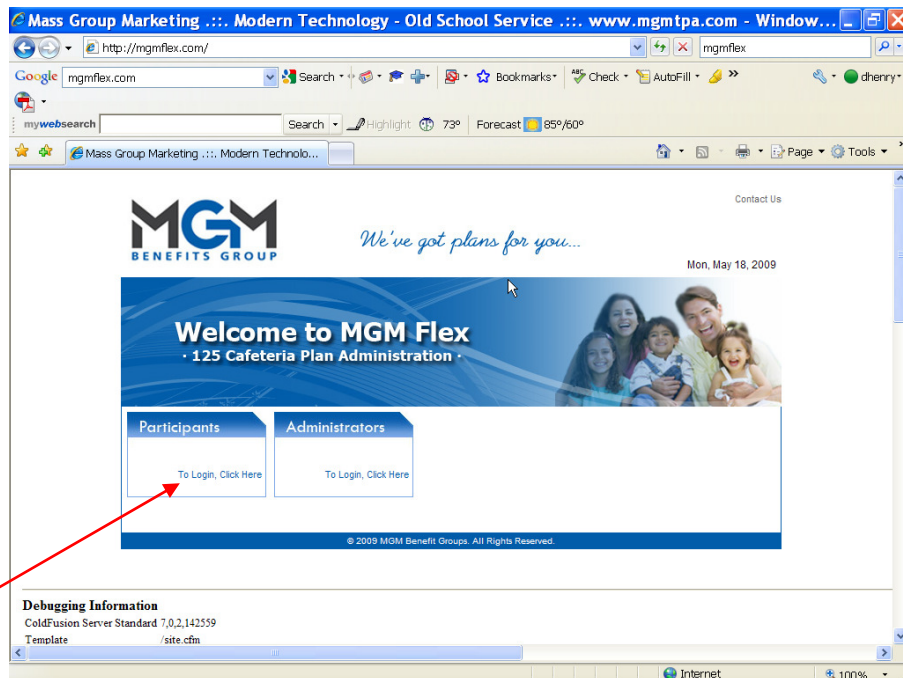 Mass Group Marketing .::. Modern Technology - Old School Service .::. www.mgmtpa.com - Window...
http://mgmflex.com/
mgmflex
Google mgmflex.com Search Bookmarks Check AutoFill » dhenry
mywebsearch Search Highlight 73° Forecast 85°/60°
Mass Group Marketing .::. Modern Technolo... Page Tools
Contact Us
MGM
BENEFITS GROUP
We've got plans for you...
Mon, May 18, 2009
Welcome to MGM Flex
· 125 Cafeteria Plan Administration ·
Participants
To Login, Click Here
Administrators
To Login, Click Here
© 2009 MGM Benefit Groups. All Rights Reserved.
Debugging Information
ColdFusion Server Standard 7,0,2,142559
Template /site.cfm
Internet 100%